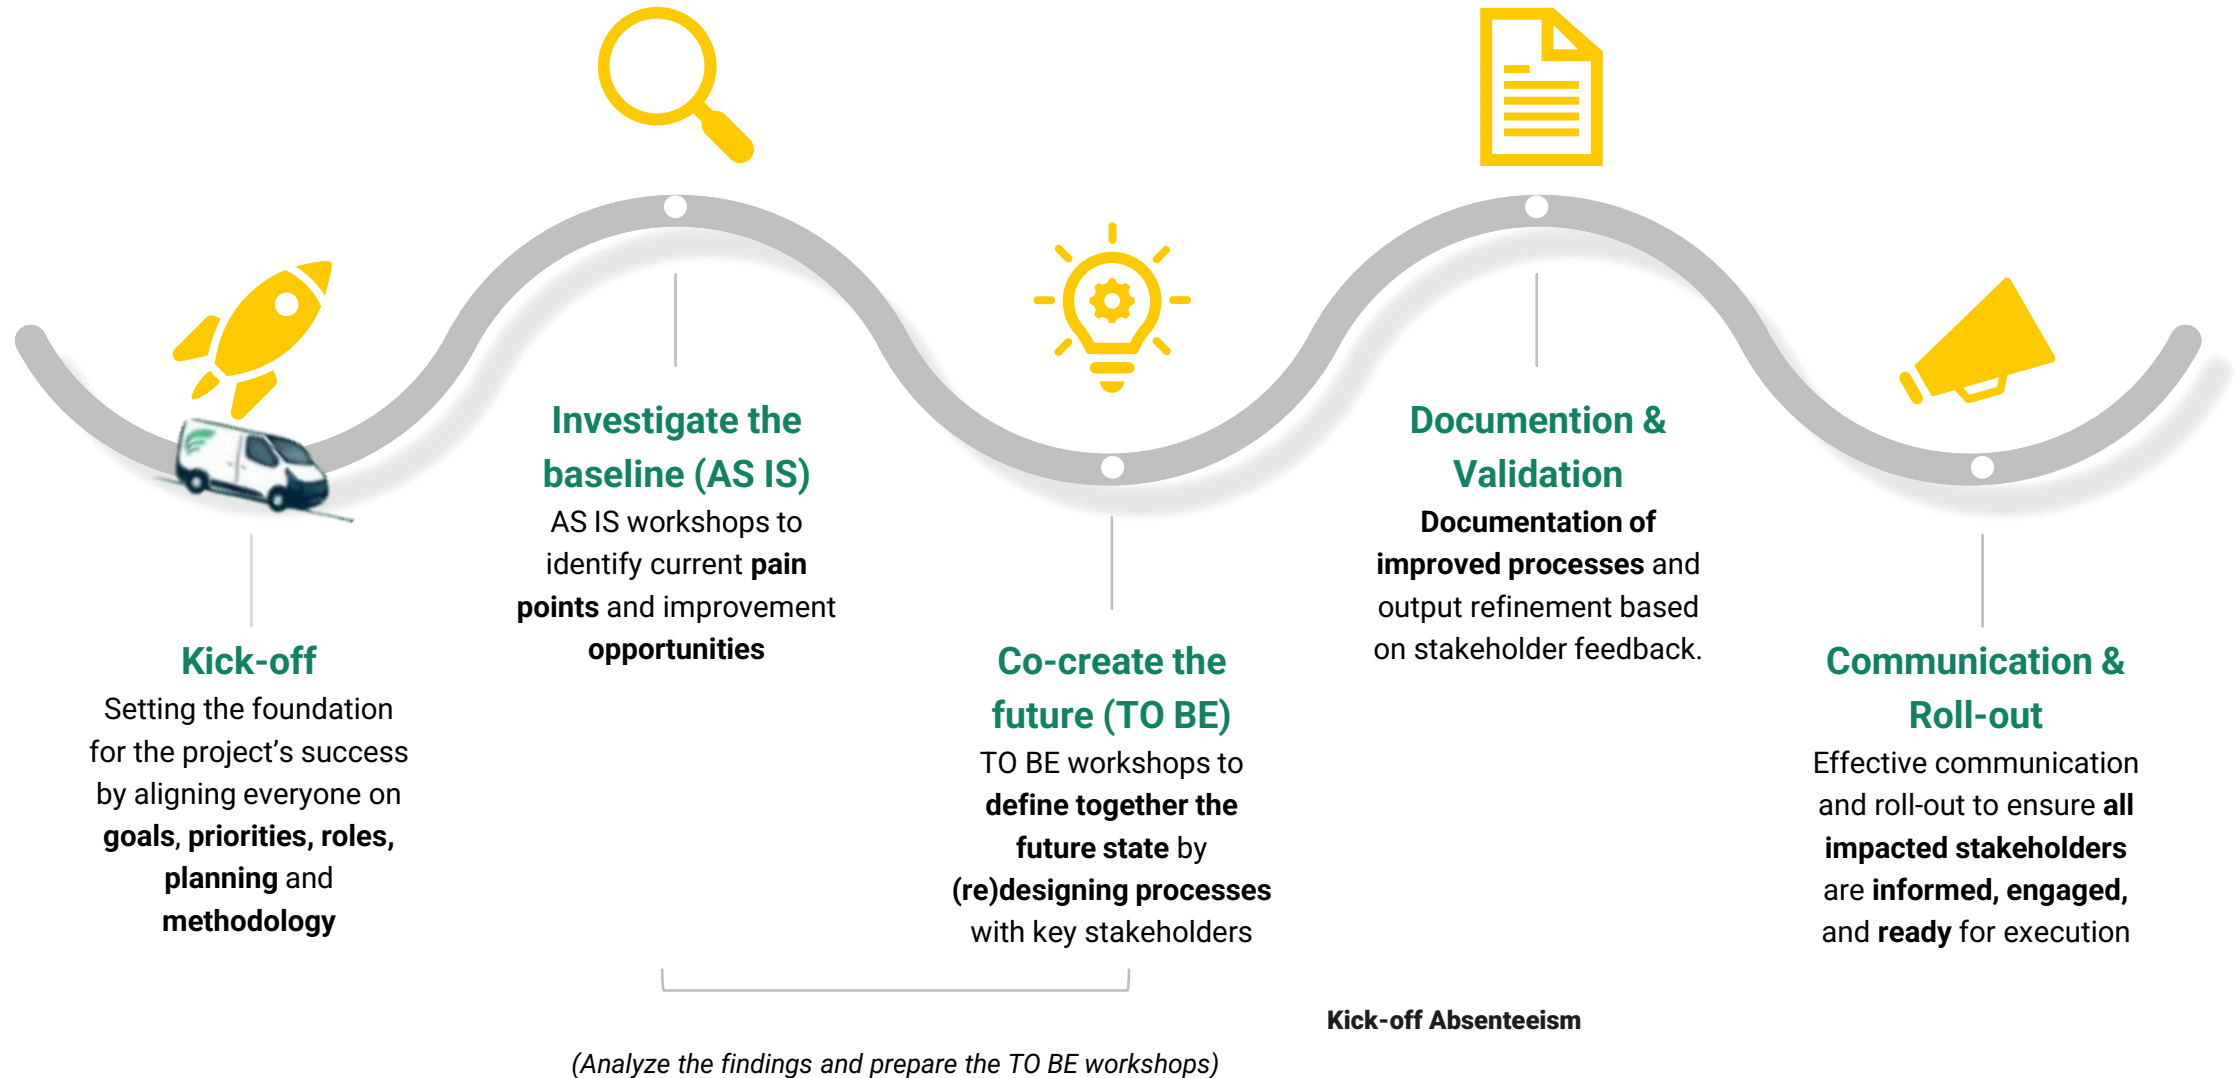 Kick-off
Setting the foundation
for the project's success
by aligning everyone on
goals, priorities, roles,
planning and
methodology
Investigate the
baseline (AS IS)
AS IS workshops to
identify current pain
points and improvement
opportunities
Co-create the
future (TO BE)
TO BE workshops to
define together the
future state by
(re)designing processes
with key stakeholders
Documention &
Validation
Documentation of
improved processes and
output refinement based
on stakeholder feedback.
Communication &
Roll-out
Effective communication
and roll-out to ensure all
impacted stakeholders
are informed, engaged,
and ready for execution
Kick-off Absenteeism
(Analyze the findings and prepare the TO BE workshops)